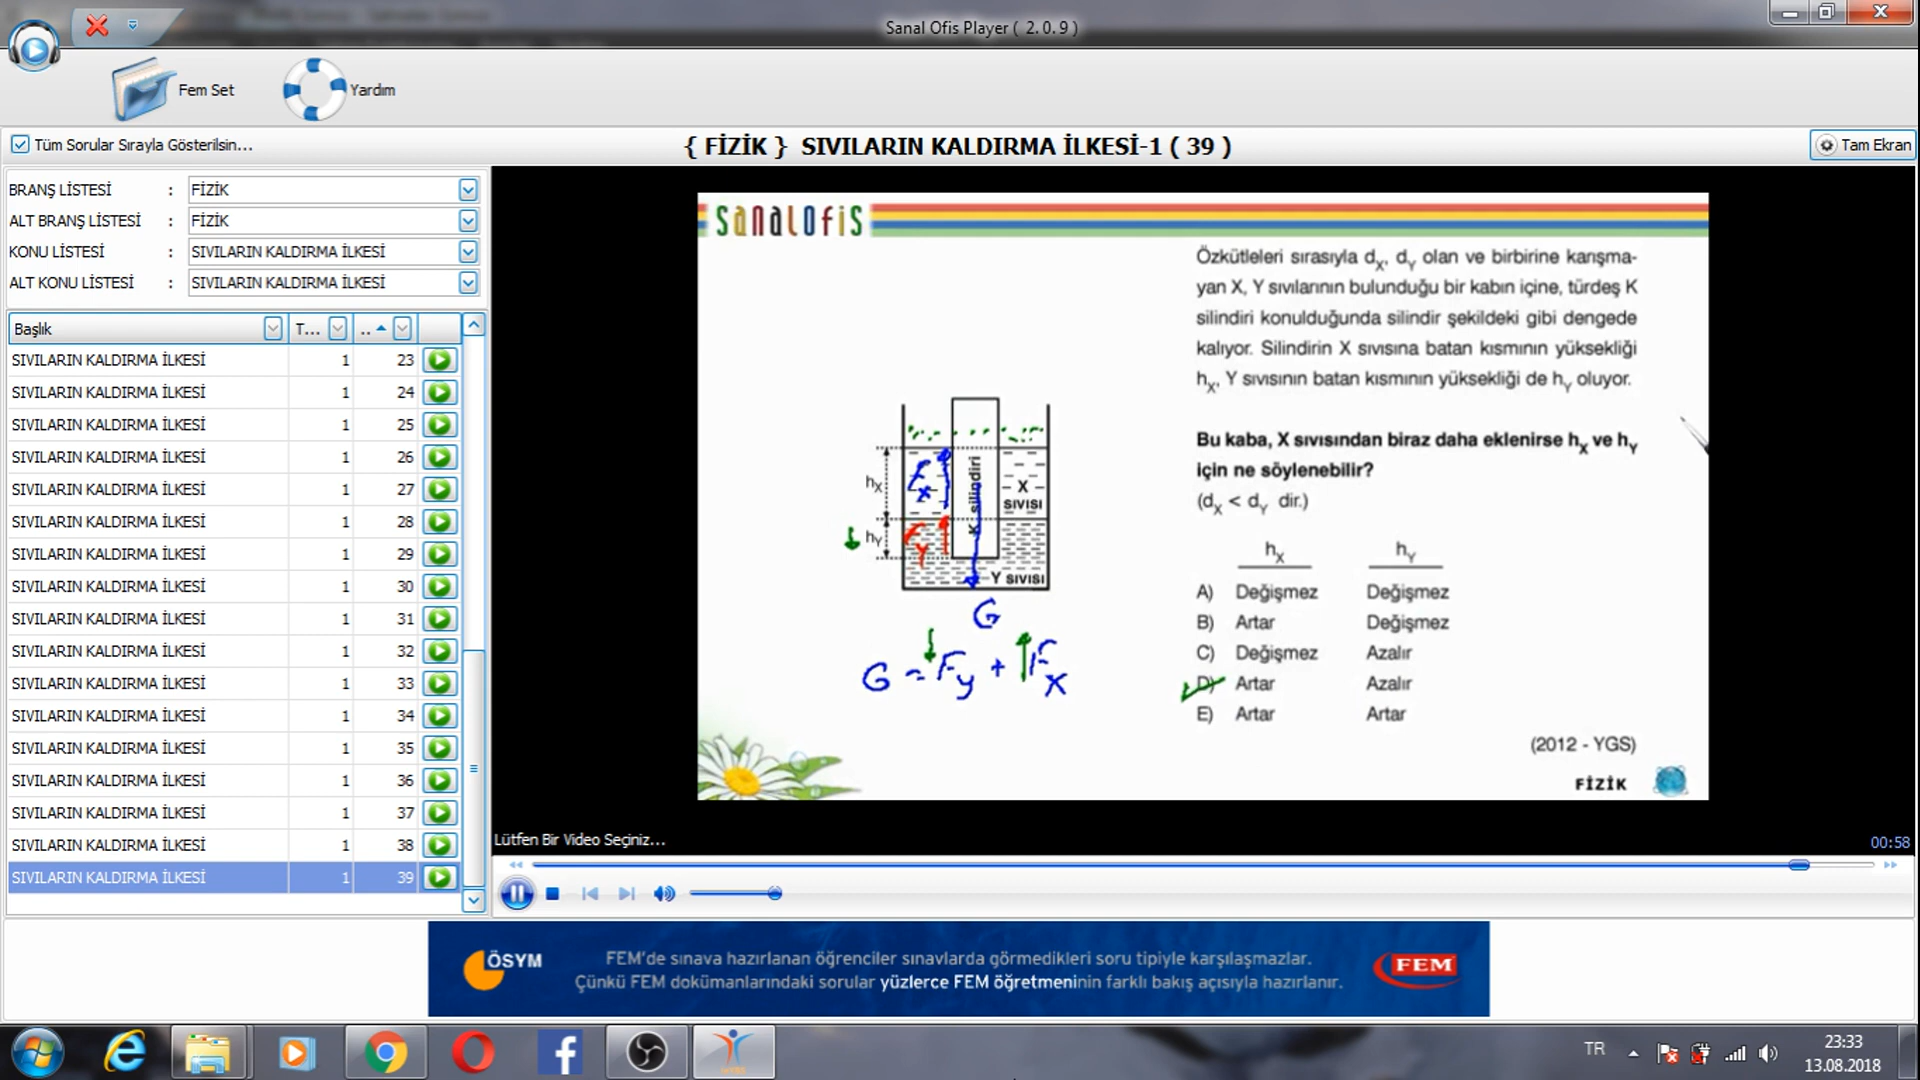 Sanal Ofis Player ( 2.0.9 )
Fem Set
Yardım
Tüm Sorular Sırayla Gösterilsin...
{ FİZİK } SIVILARIN KALDIRMA İLKESİ-1 ( 39 )
Tam Ekran
BRANŞ LİSTESİ : FİZİK
ALT BRANŞ LİSTESİ : FİZİK
KONU LİSTESİ : SIVILARIN KALDIRMA İLKESİ
ALT KONU LİSTESİ : SIVILARIN KALDIRMA İLKESİ
Başlık T... ..
SIVILARIN KALDIRMA İLKESİ 1 23
SIVILARIN KALDIRMA İLKESİ 1 24
SIVILARIN KALDIRMA İLKESİ 1 25
SIVILARIN KALDIRMA İLKESİ 1 26
SIVILARIN KALDIRMA İLKESİ 1 27
SIVILARIN KALDIRMA İLKESİ 1 28
SIVILARIN KALDIRMA İLKESİ 1 29
SIVILARIN KALDIRMA İLKESİ 1 30
SIVILARIN KALDIRMA İLKESİ 1 31
SIVILARIN KALDIRMA İLKESİ 1 32
SIVILARIN KALDIRMA İLKESİ 1 33
SIVILARIN KALDIRMA İLKESİ 1 34
SIVILARIN KALDIRMA İLKESİ 1 35
SIVILARIN KALDIRMA İLKESİ 1 36
SIVILARIN KALDIRMA İLKESİ 1 37
SIVILARIN KALDIRMA İLKESİ 1 38
SIVILARIN KALDIRMA İLKESİ 1 39
SANALOFİS
Özkütleleri sırasıyla dX, dY olan ve birbirine karışma-
yan X, Y sıvılarının bulunduğu bir kabın içine, türdeş K
silindiri konulduğunda silindir şekildeki gibi dengede
kalıyor. Silindirin X sıvısına batan kısmının yüksekliği
hX, Y sıvısının batan kısmının yüksekliği de hY oluyor.
Bu kaba, X sıvısından biraz daha eklenirse hX ve hY
için ne söylenebilir?
(dX < dY dir.)
hX hY
A) Değişmez Değişmez
B) Artar Değişmez
C) Değişmez Azalır
D) Artar Azalır
E) Artar Artar
(2012 - YGS)
FİZİK
hX
Fx
K silindiri
X
SIVISI
hY
Fy
Y SIVISI
G
G = Fy + Fx
Lütfen Bir Video Seçiniz...
00:58
ÖSYM
FEM'de sınava hazırlanan öğrenciler sınavlarda görmedikleri soru tipiyle karşılaşmazlar.
Çünkü FEM dokümanlarındaki sorular yüzlerce FEM öğretmeninin farklı bakış açısıyla hazırlanır.
FEM
TR
23:33
13.08.2018